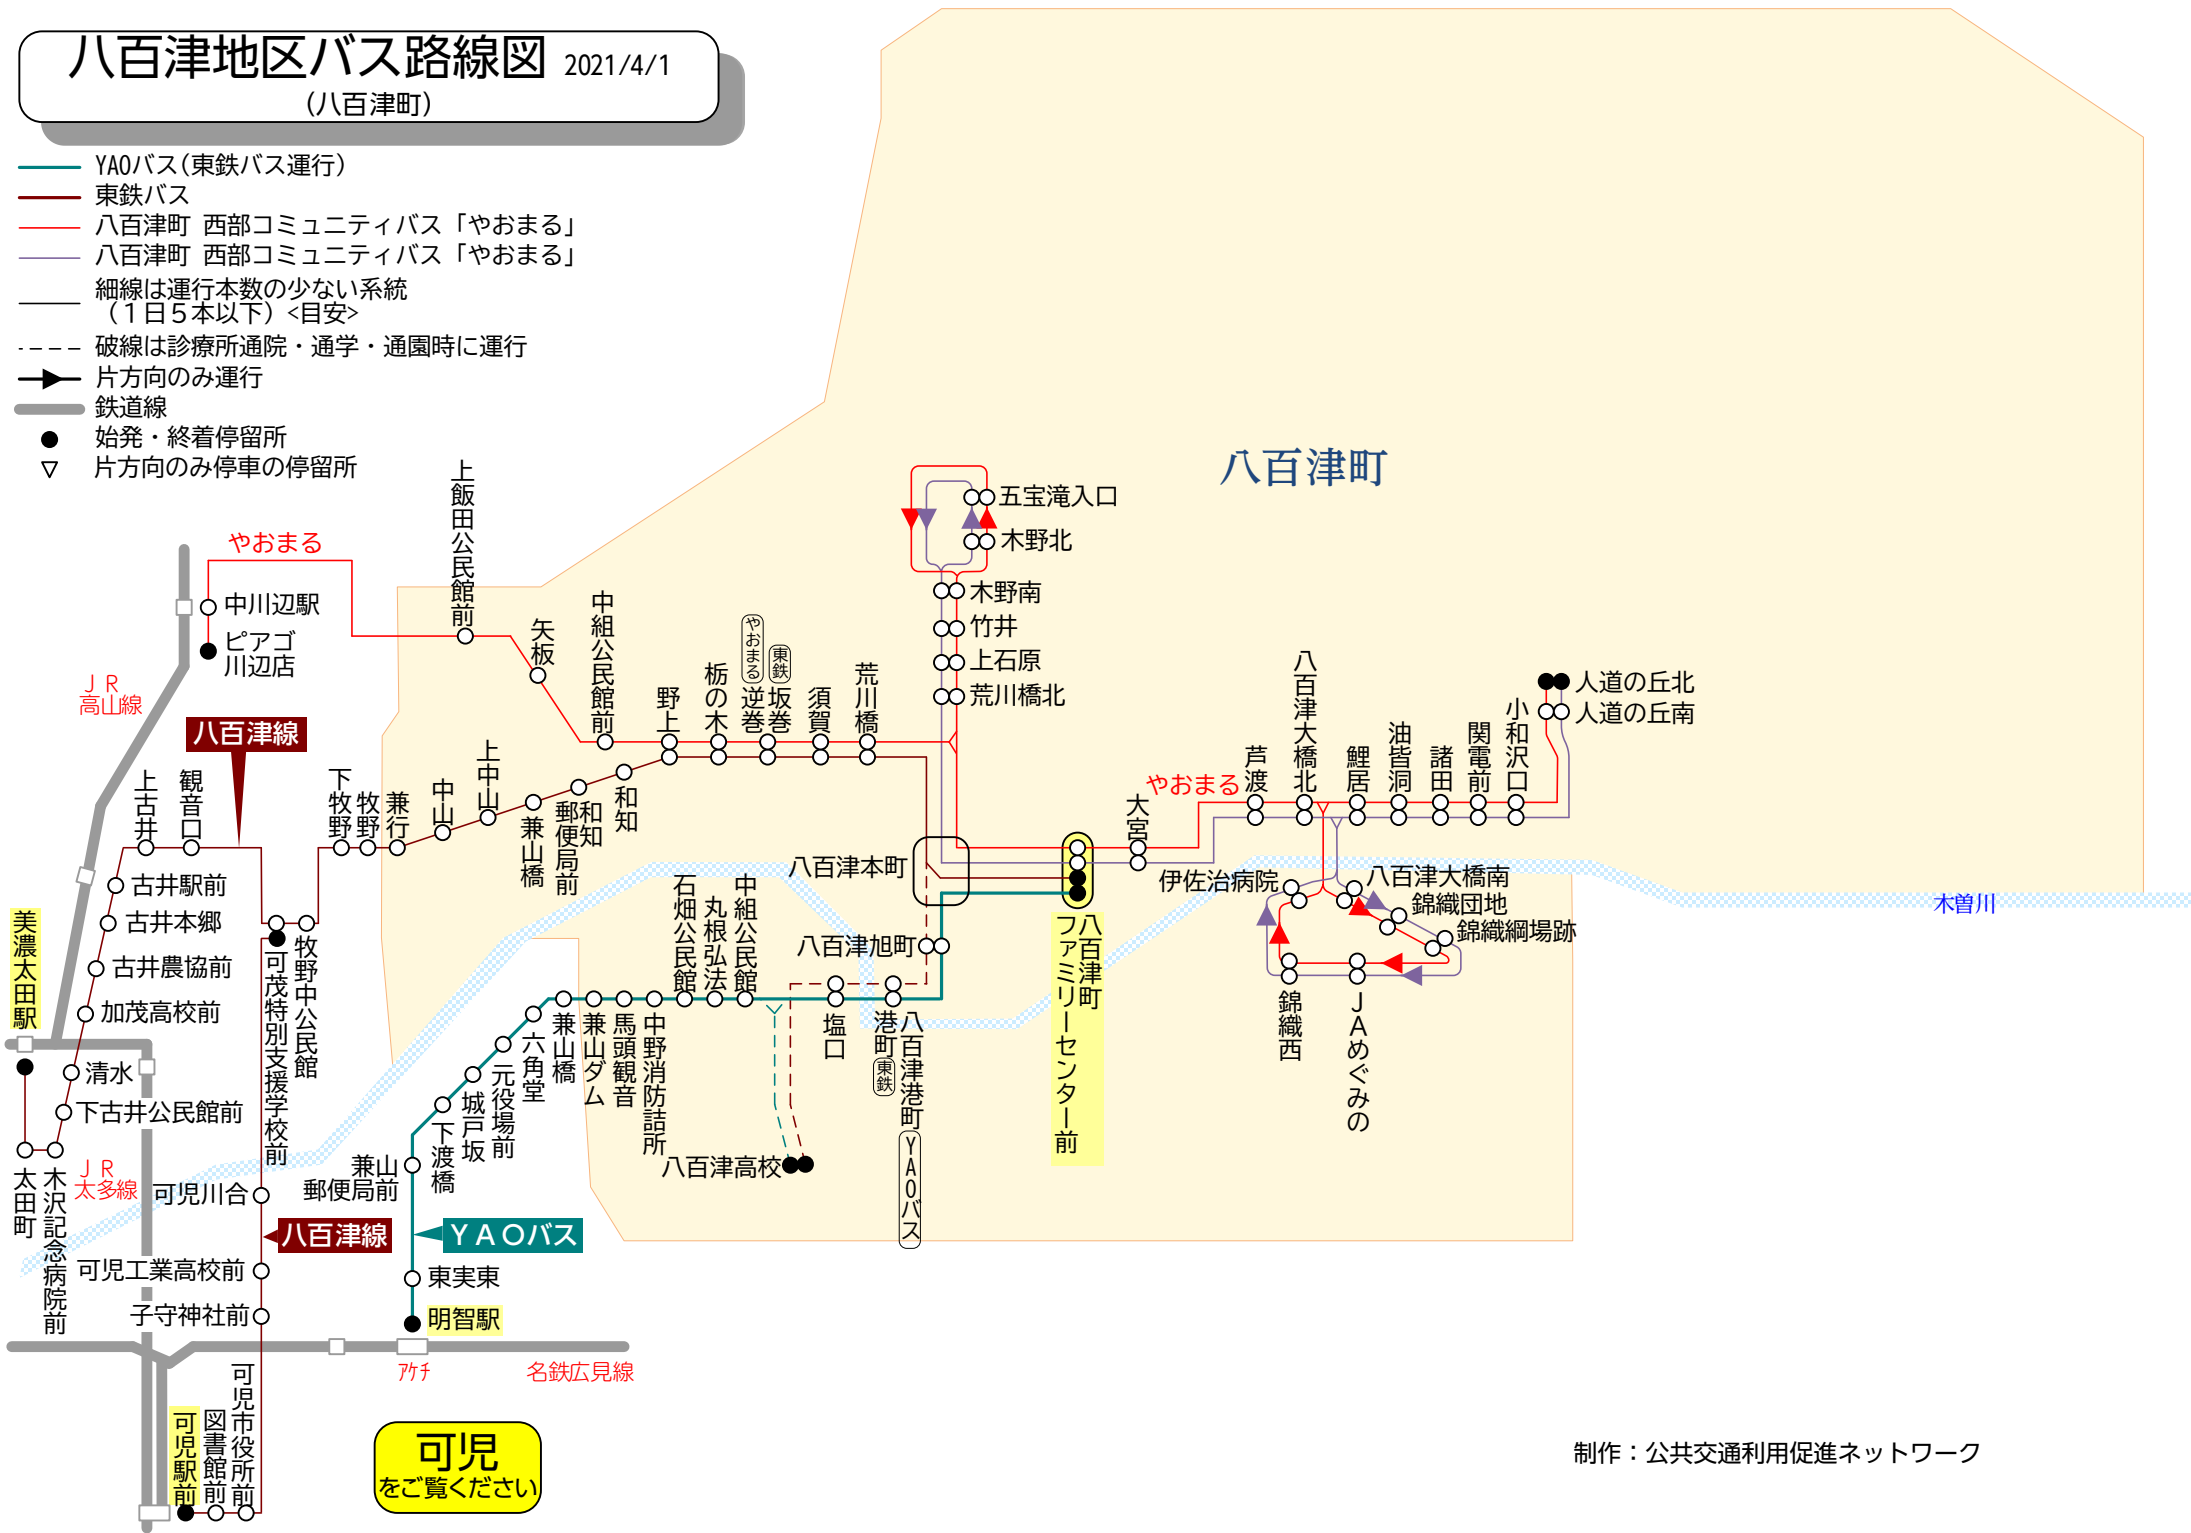 八百津地区バス路線図 2021/4/1
(八百津町)
YAOバス(東鉄バス運行)
東鉄バス
八百津町 西部コミュニティバス「やおまる」
八百津町 西部コミュニティバス「やおまる」
細線は運行本数の少ない系統
（１日５本以下）<目安>
破線は診療所通院・通学・通園時に運行
片方向のみ運行
鉄道線
始発・終着停留所
片方向のみ停車の停留所
八百津町
やおまる
中川辺駅
ピアゴ
川辺店
ＪＲ
高山線
上飯田公民館前
矢板
中組公民館前
野上
栃の木
やおまる
逆巻
東鉄
坂巻
須賀
荒川橋
五宝滝入口
木野北
木野南
竹井
上石原
荒川橋北
八百津線
上古井
観音口
下牧野
牧野
兼行
中山
上中山
兼山橋
和知
郵便局前
和知
古井駅前
古井本郷
古井農協前
加茂高校前
清水
下古井公民館前
美濃太田駅
太田町
木沢記念病院前
ＪＲ
太多線
可茂特別支援学校前
牧野中公民館
可児川合
八百津線
可児工業高校前
子守神社前
可児市役所前
図書館前
可児駅前
八百津本町
八百津旭町
大宮
やおまる
芦渡
八百津大橋北
鯉居
油皆洞
諸田
関電前
小和沢口
人道の丘北
人道の丘南
伊佐治病院
八百津大橋南
錦織団地
錦織綱場跡
錦織西
ＪＡめぐみの
木曽川
八百津町
ファミリーセンター前
石畑公民館
丸根弘法
中組公民館
塩口
港町
東鉄
八百津港町
YAOバス
八百津高校
中野消防詰所
馬頭観音
兼山ダム
兼山橋
六角堂
元役場前
城戸坂
下渡橋
兼山
郵便局前
ＹＡＯバス
東実東
明智駅
ｱｹﾁ
名鉄広見線
可児
をご覧ください
制作：公共交通利用促進ネットワーク